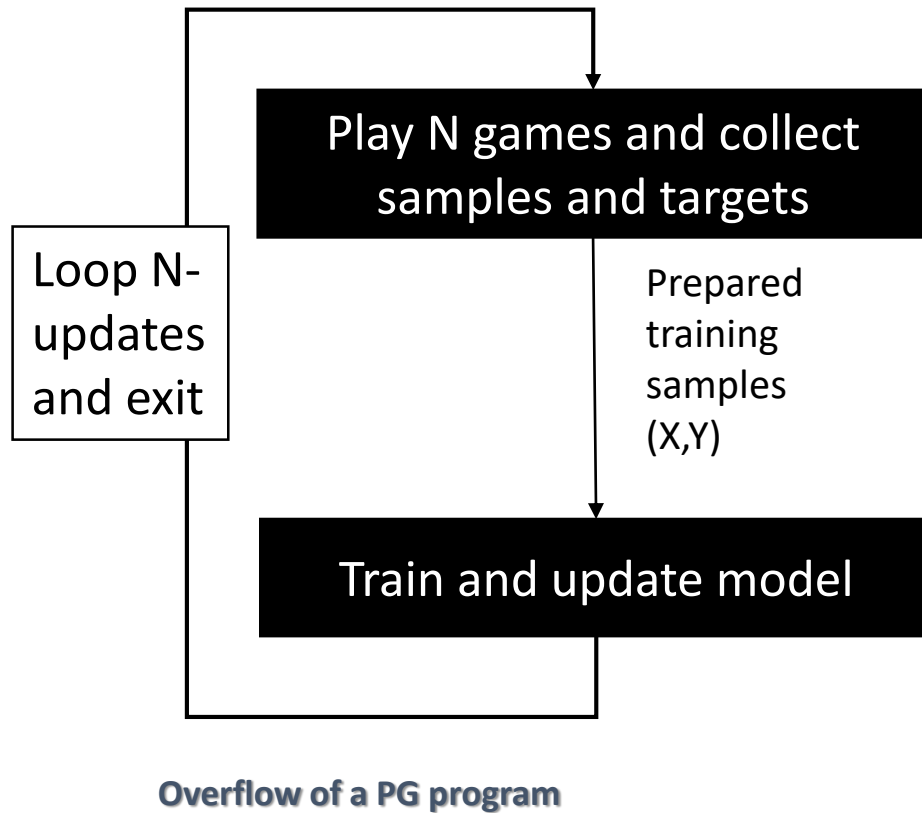 Play N games and collect
samples and targets
Loop N-
updates
and exit
Prepared
training
samples
(X,Y)
Train and update model
Overflow of a PG program